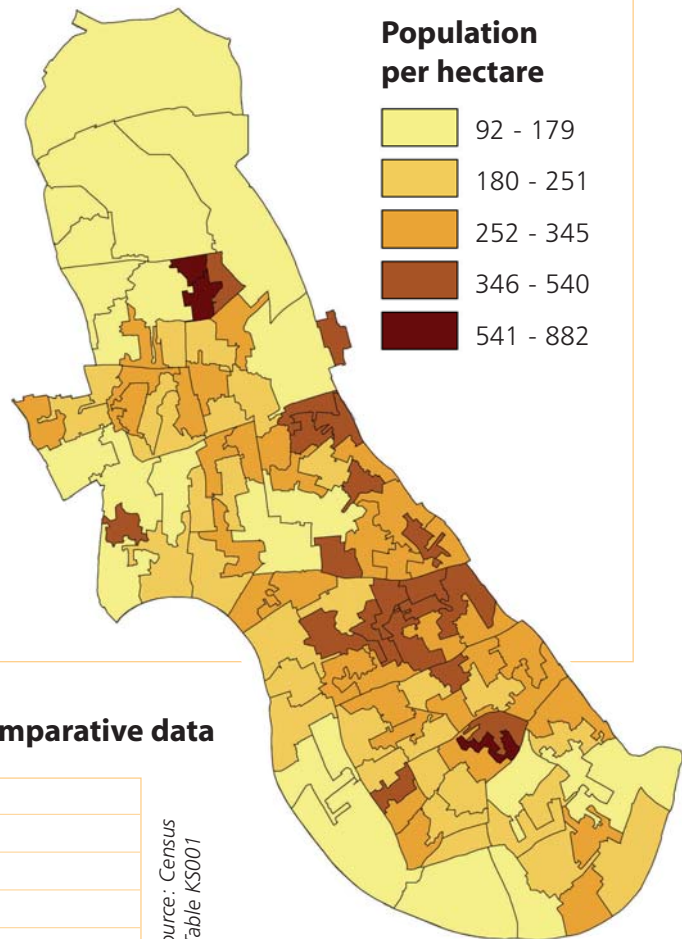 Population
per hectare
92 - 179
180 - 251
252 - 345
346 - 540
541 - 882
mparative data
ource: Census
Table KS001